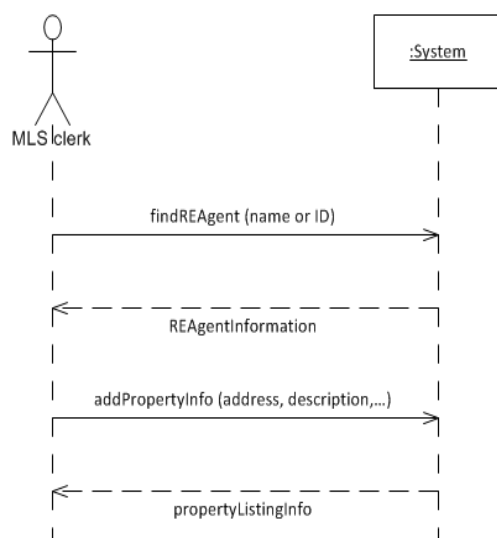 :System
MLS clerk
findREAgent (name or ID)
REAgentInformation
addPropertyInfo (address, description,...)
propertyListingInfo